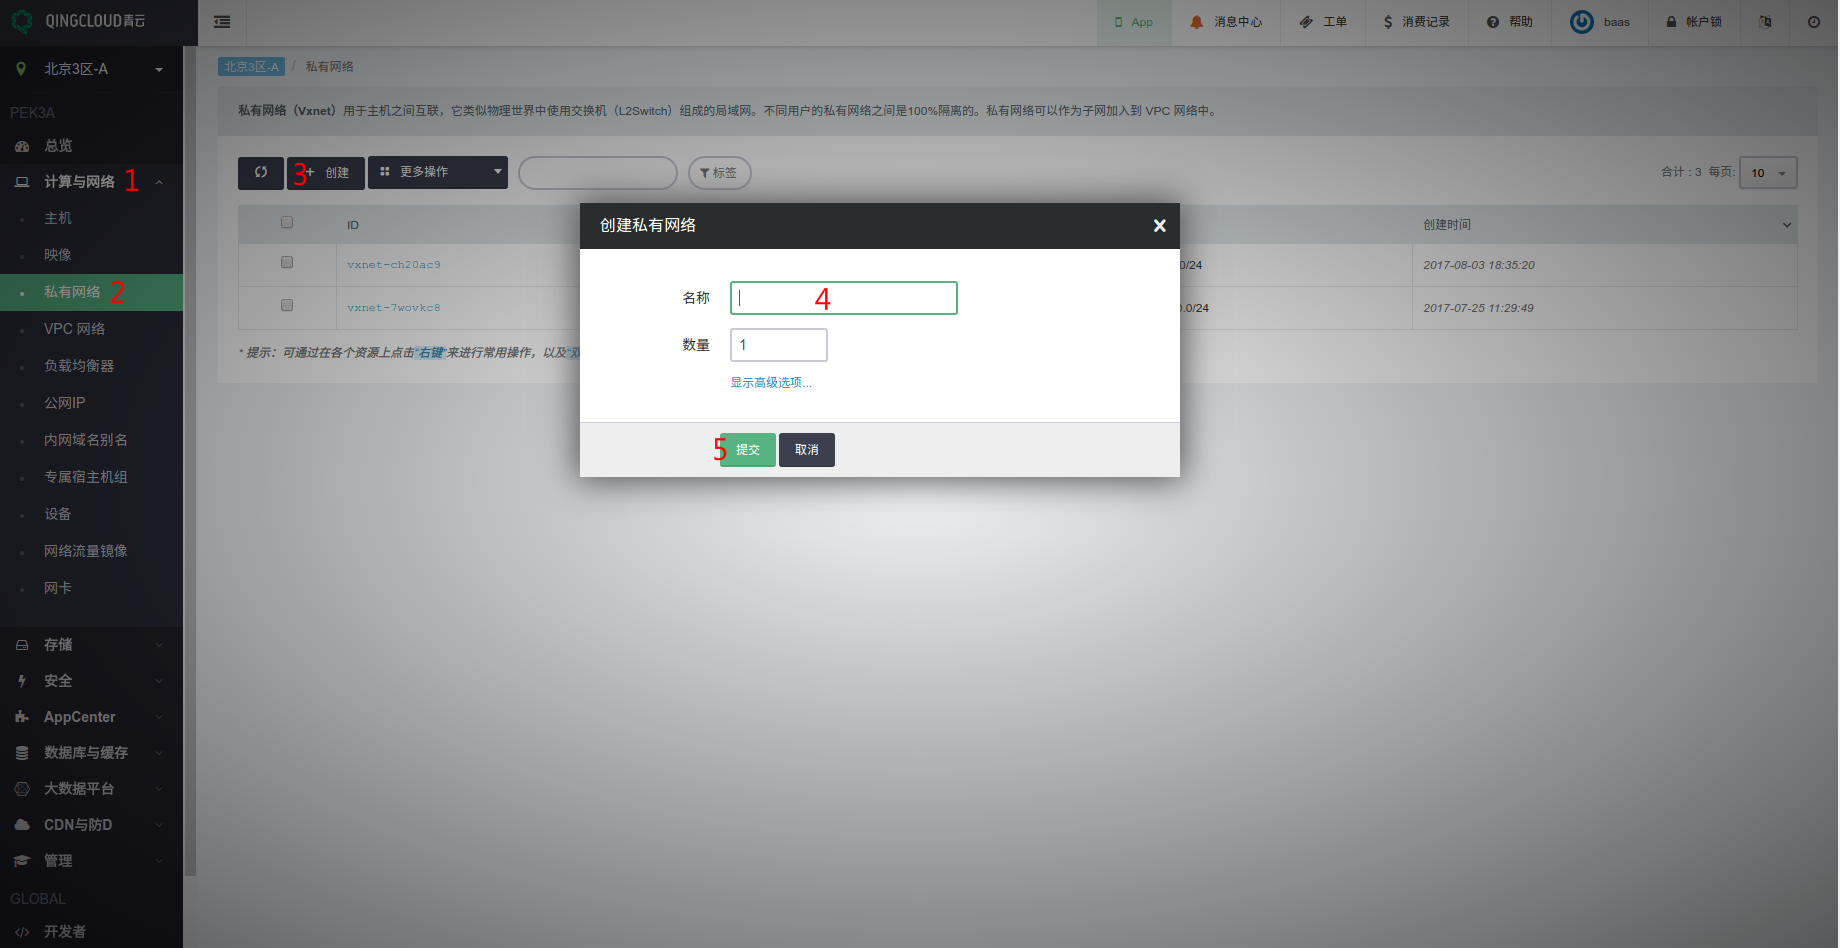 QINGCLOUD青云
App
消息中心
工单
消费记录
帮助
baas
帐户锁
北京3区-A
北京3区-A / 私有网络
PEK3A
总览
计算与网络 1
主机
映像
私有网络 2
VPC 网络
负载均衡器
公网IP
内网域名别名
专属宿主机组
设备
网络流量镜像
网卡
存储
安全
AppCenter
数据库与缓存
大数据平台
CDN与防D
管理
GLOBAL
开发者
私有网络（Vxnet）用于主机之间互联，它类似物理世界中使用交换机（L2Switch）组成的局域网。不同用户的私有网络之间是100%隔离的。私有网络可以作为子网加入到 VPC 网络中。
3 + 创建
更多操作
标签
合计 : 3 每页: 10
ID
创建时间
vxnet-ch20ac9
0/24
2017-08-03 18:35:20
vxnet-7wovkc8
.0/24
2017-07-25 11:29:49
* 提示：可通过在各个资源上点击“右键”来进行常用操作，以及“双
创建私有网络
名称 4
数量 1
显示高级选项...
5 提交
取消